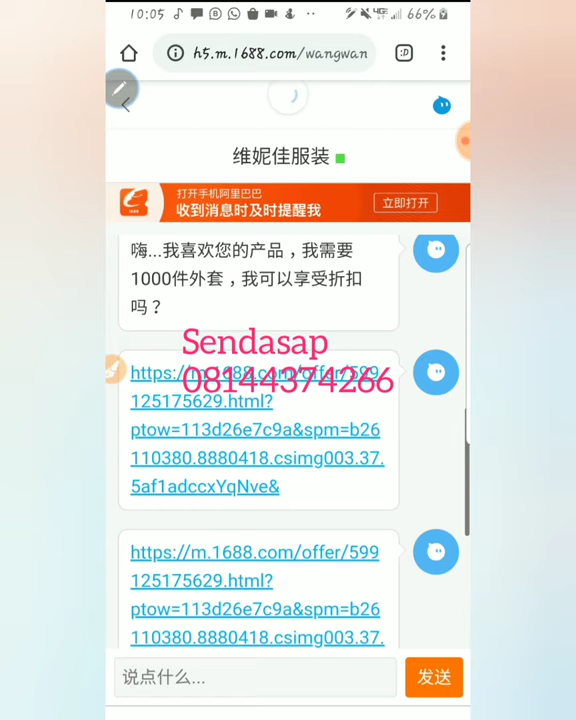 10:05
66%
h5.m.1688.com/wangwan
:D
维妮佳服装
1688
打开手机阿里巴巴
收到消息时及时提醒我
立即打开
嗨...我喜欢您的产品，我需要
1000件外套，我可以享受折扣
吗？
Sendasap
08144374266
https://m.1688.com/offer/599
125175629.html?
ptow=113d26e7c9a&spm=b26
110380.8880418.csimg003.37.
5af1adccxYqNve&
https://m.1688.com/offer/599
125175629.html?
ptow=113d26e7c9a&spm=b26
110380.8880418.csimg003.37.
说点什么...
发送